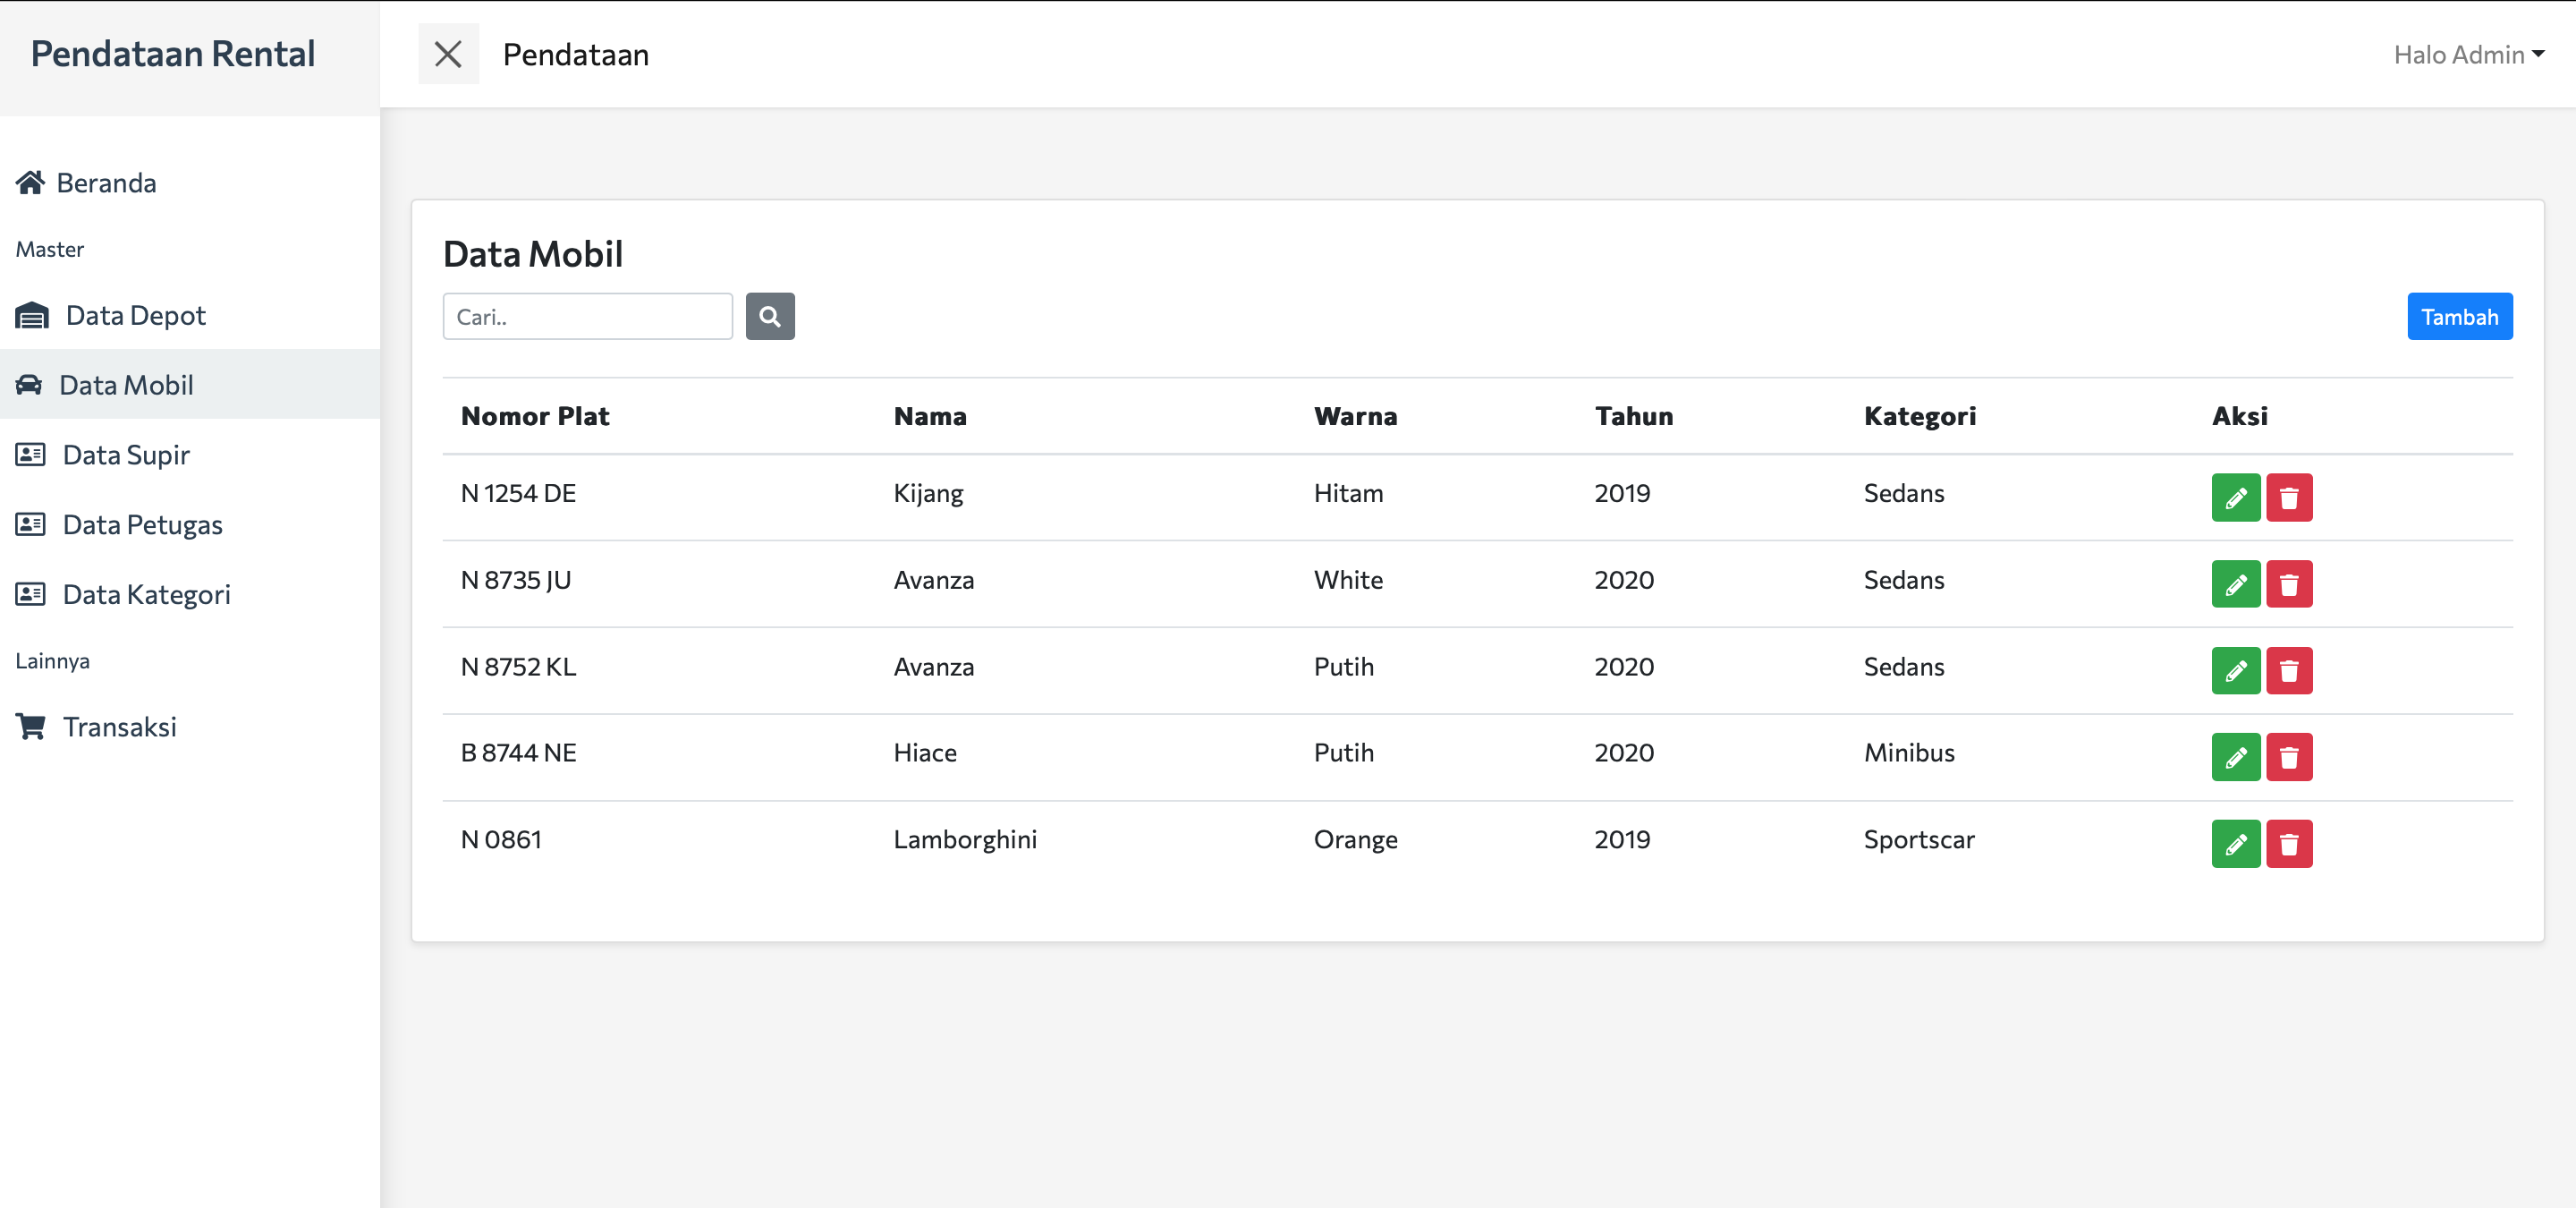 Pendataan Rental
Pendataan
Halo Admin
Beranda
Master
Data Depot
Data Mobil
Data Supir
Data Petugas
Data Kategori
Lainnya
Transaksi
Data Mobil
Cari..
Tambah
Nomor Plat Nama Warna Tahun Kategori Aksi
N 1254 DE Kijang Hitam 2019 Sedans
N 8735 JU Avanza White 2020 Sedans
N 8752 KL Avanza Putih 2020 Sedans
B 8744 NE Hiace Putih 2020 Minibus
N 0861 Lamborghini Orange 2019 Sportscar